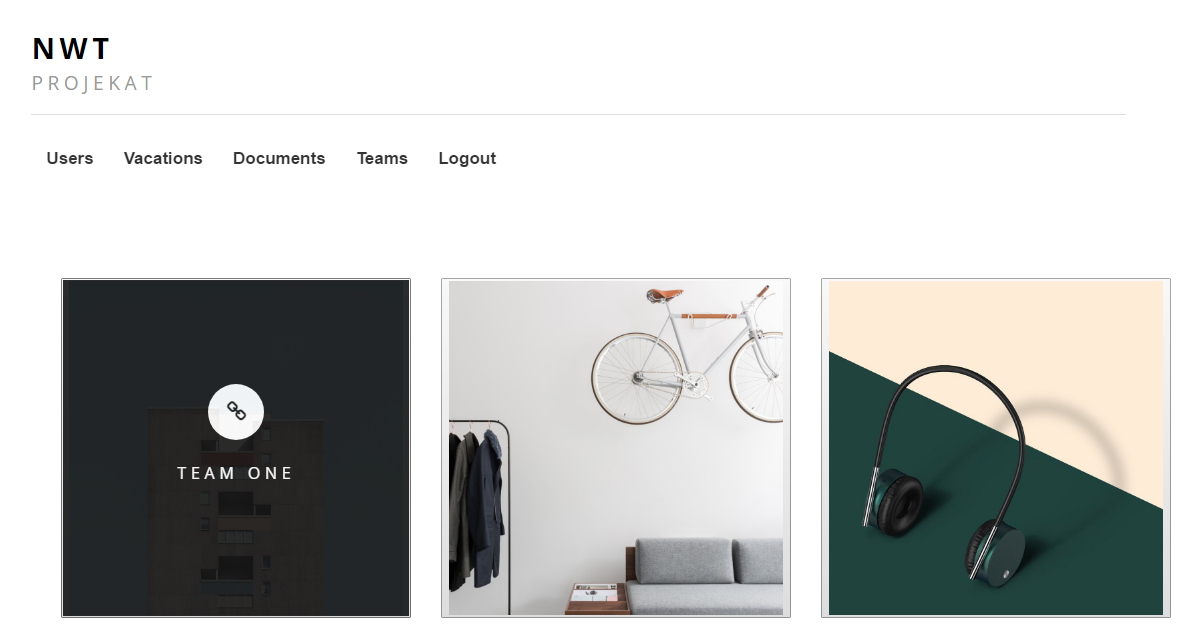 NWT
PROJEKAT
Users Vacations Documents Teams Logout
TEAM ONE